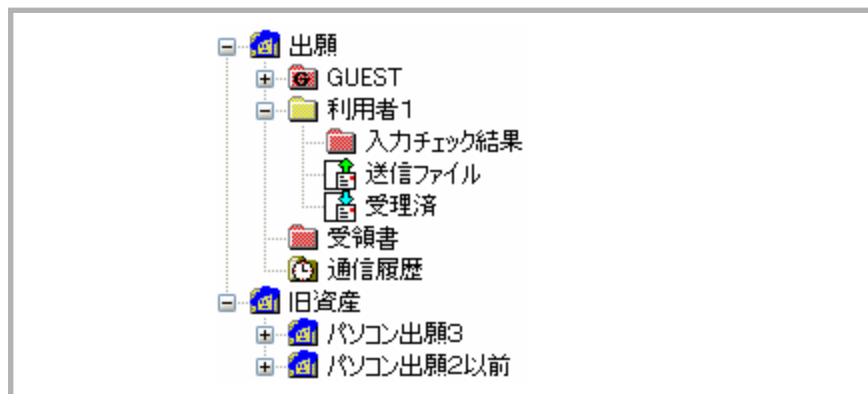 出願
GUEST
利用者1
入力チェック結果
送信ファイル
受理済
受領書
通信履歴
旧資産
パソコン出願3
パソコン出願2以前